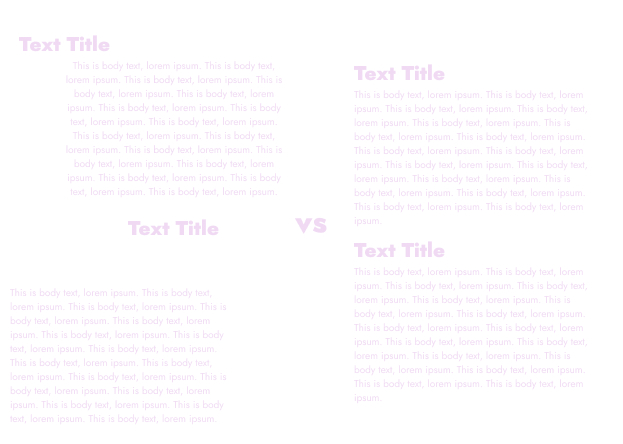 Text Title
This is body text, lorem ipsum. This is body text,
lorem ipsum. This is body text, lorem ipsum. This is
body text, lorem ipsum. This is body text, lorem
ipsum. This is body text, lorem ipsum. This is body
text, lorem ipsum. This is body text, lorem ipsum.
This is body text, lorem ipsum. This is body text,
lorem ipsum. This is body text, lorem ipsum. This is
body text, lorem ipsum. This is body text, lorem
ipsum. This is body text, lorem ipsum. This is body
text, lorem ipsum. This is body text, lorem ipsum.
Text Title
This is body text, lorem ipsum. This is body text,
lorem ipsum. This is body text, lorem ipsum. This is
body text, lorem ipsum. This is body text, lorem
ipsum. This is body text, lorem ipsum. This is body
text, lorem ipsum. This is body text, lorem ipsum.
This is body text, lorem ipsum. This is body text,
lorem ipsum. This is body text, lorem ipsum. This is
body text, lorem ipsum. This is body text, lorem
ipsum. This is body text, lorem ipsum. This is body
text, lorem ipsum. This is body text, lorem ipsum.
VS
Text Title
This is body text, lorem ipsum. This is body text, lorem
ipsum. This is body text, lorem ipsum. This is body text,
lorem ipsum. This is body text, lorem ipsum. This is
body text, lorem ipsum. This is body text, lorem ipsum.
This is body text, lorem ipsum. This is body text, lorem
ipsum. This is body text, lorem ipsum. This is body text,
lorem ipsum. This is body text, lorem ipsum. This is
body text, lorem ipsum. This is body text, lorem ipsum.
This is body text, lorem ipsum. This is body text, lorem
ipsum.
Text Title
This is body text, lorem ipsum. This is body text, lorem
ipsum. This is body text, lorem ipsum. This is body text,
lorem ipsum. This is body text, lorem ipsum. This is
body text, lorem ipsum. This is body text, lorem ipsum.
This is body text, lorem ipsum. This is body text, lorem
ipsum. This is body text, lorem ipsum. This is body text,
lorem ipsum. This is body text, lorem ipsum. This is
body text, lorem ipsum. This is body text, lorem ipsum.
This is body text, lorem ipsum. This is body text, lorem
ipsum.